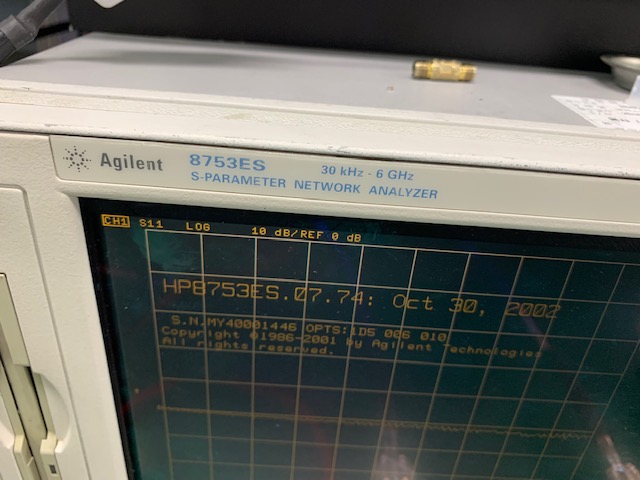 Agilent 8753ES 30 kHz - 6 GHz
S-PARAMETER NETWORK ANALYZER
CH1 S11 LOG 10 dB/REF 0 dB
HP8753ES.07.74: Oct 30, 2002
S.N.MY40001446 OPTS:1D5 006 010
Copyright ©1986-2001 by Agilent Technologies
All rights reserved.